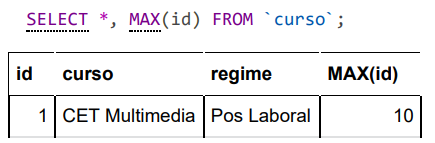 SELECT *, MAX(id) FROM `curso`;
id curso regime MAX(id)
1 CET Multimedia Pos Laboral 10